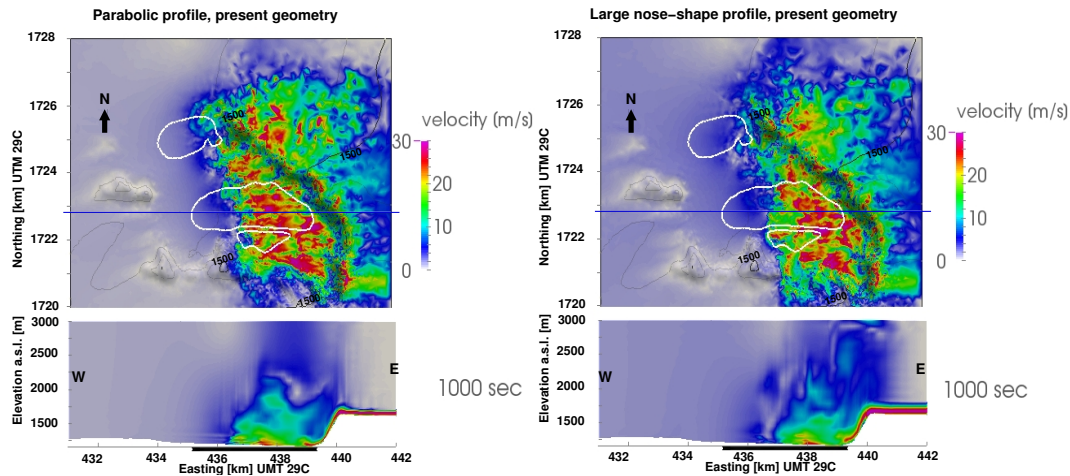 Parabolic profile, present geometry
1728
1726
1724
1722
1720
Northing [km] UTM 29C
N
1500
1500
1500
1500
velocity (m/s)
30
20
10
0
3000
2500
2000
1500
Elevation a.s.l. [m]
W
E
1000 sec
432
434
436
438
440
442
Easting [km] UMT 29C
Large nose-shape profile, present geometry
1728
1726
1724
1722
1720
Northing [km] UTM 29C
N
1500
1500
1500
1500
velocity (m/s)
30
20
10
0
3000
2500
2000
1500
Elevation a.s.l. [m]
W
E
1000 sec
432
434
436
438
440
442
Easting [km] UMT 29C